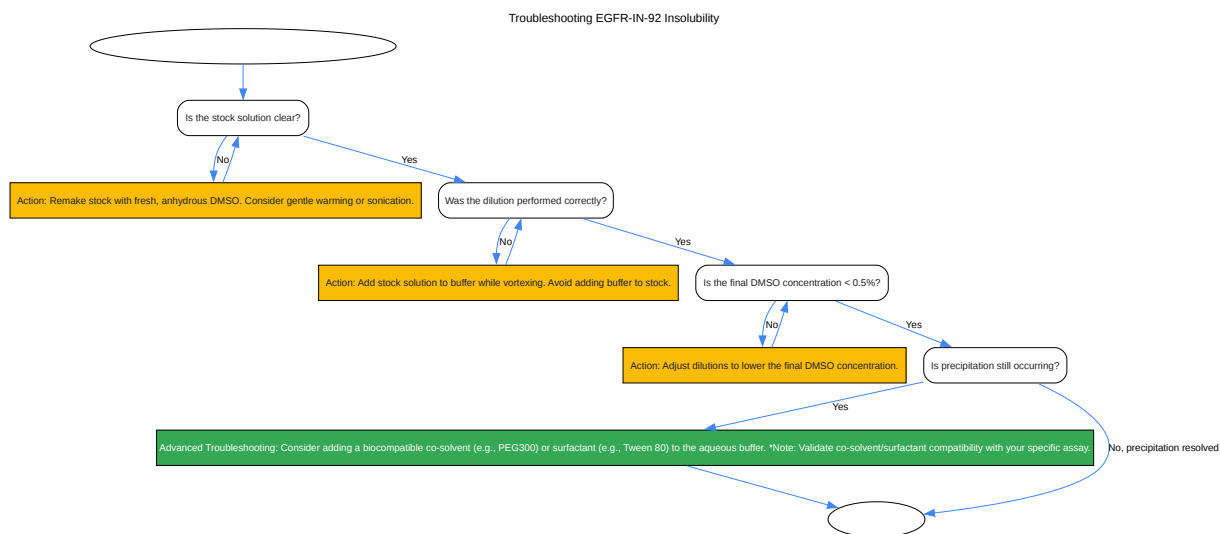 Troubleshooting EGFR-IN-92 Insolubility
Is the stock solution clear?
No
Yes
Action: Remake stock with fresh, anhydrous DMSO. Consider gentle warming or sonication.
Was the dilution performed correctly?
No
Yes
Action: Add stock solution to buffer while vortexing. Avoid adding buffer to stock.
Is the final DMSO concentration < 0.5%?
No
Yes
Action: Adjust dilutions to lower the final DMSO concentration.
Is precipitation still occurring?
Yes
Advanced Troubleshooting: Consider adding a biocompatible co-solvent (e.g., PEG300) or surfactant (e.g., Tween 80) to the aqueous buffer. *Note: Validate co-solvent/surfactant compatibility with your specific assay.
No, precipitation resolved